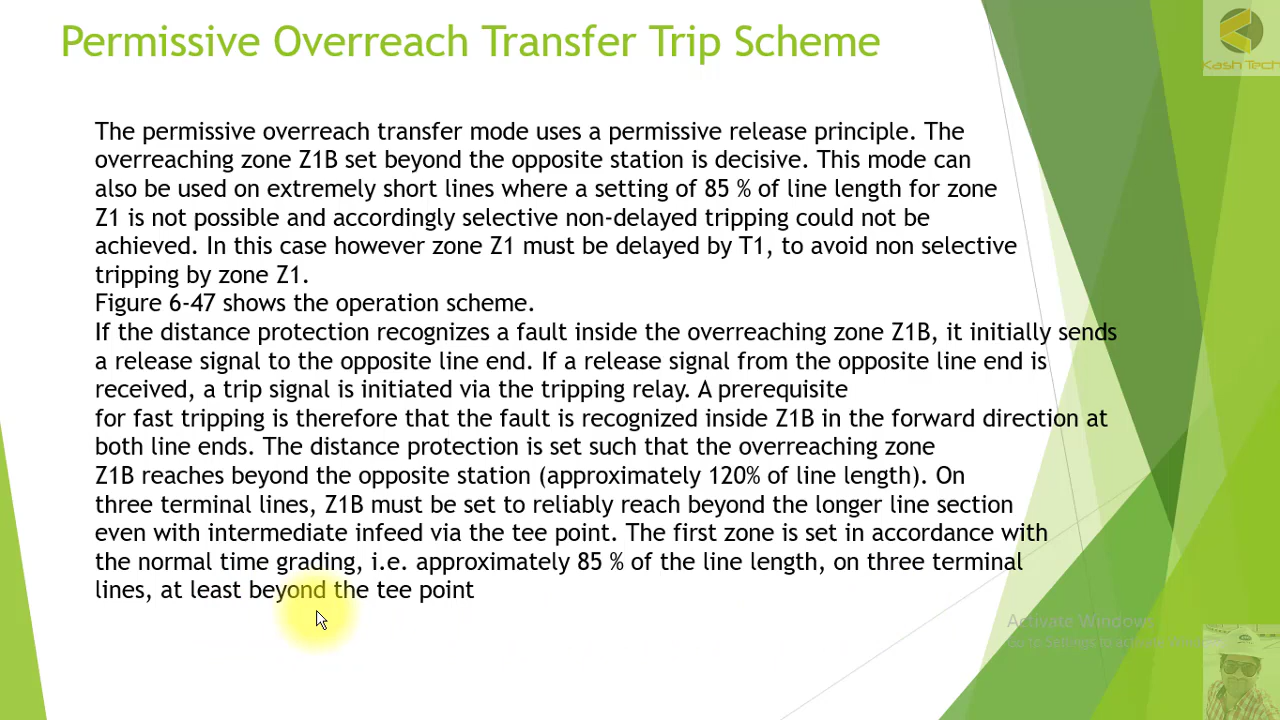 Permissive Overreach Transfer Trip Scheme
Kash Tech
The permissive overreach transfer mode uses a permissive release principle. The
overreaching zone Z1B set beyond the opposite station is decisive. This mode can
also be used on extremely short lines where a setting of 85 % of line length for zone
Z1 is not possible and accordingly selective non-delayed tripping could not be
achieved. In this case however zone Z1 must be delayed by T1, to avoid non selective
tripping by zone Z1.
Figure 6-47 shows the operation scheme.
If the distance protection recognizes a fault inside the overreaching zone Z1B, it initially sends
a release signal to the opposite line end. If a release signal from the opposite line end is
received, a trip signal is initiated via the tripping relay. A prerequisite
for fast tripping is therefore that the fault is recognized inside Z1B in the forward direction at
both line ends. The distance protection is set such that the overreaching zone
Z1B reaches beyond the opposite station (approximately 120% of line length). On
three terminal lines, Z1B must be set to reliably reach beyond the longer line section
even with intermediate infeed via the tee point. The first zone is set in accordance with
the normal time grading, i.e. approximately 85 % of the line length, on three terminal
lines, at least beyond the tee point
Activate Windows
Go to Settings to activate